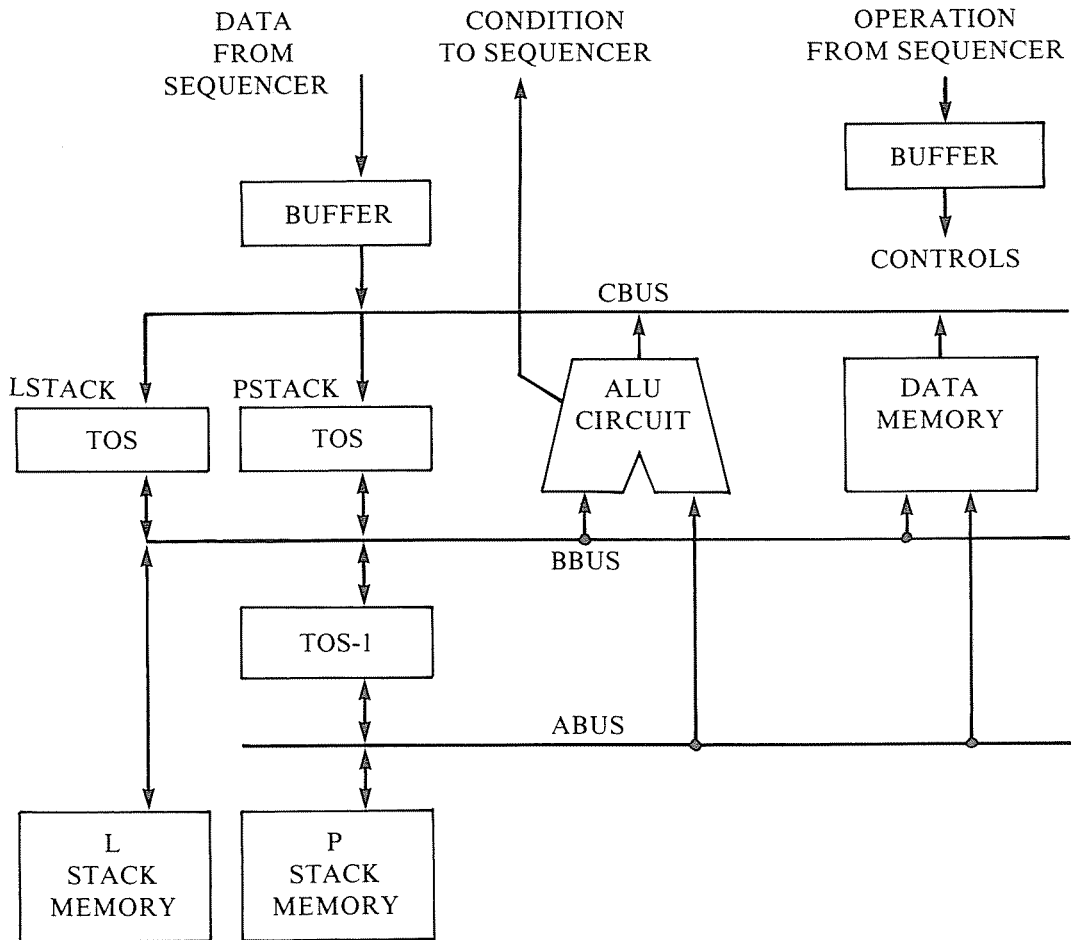 DATA
FROM
SEQUENCER
CONDITION
TO SEQUENCER
OPERATION
FROM SEQUENCER
BUFFER
BUFFER
CONTROLS
CBUS
LSTACK
TOS
PSTACK
TOS
ALU
CIRCUIT
DATA
MEMORY
BBUS
TOS-1
ABUS
L
STACK
MEMORY
P
STACK
MEMORY